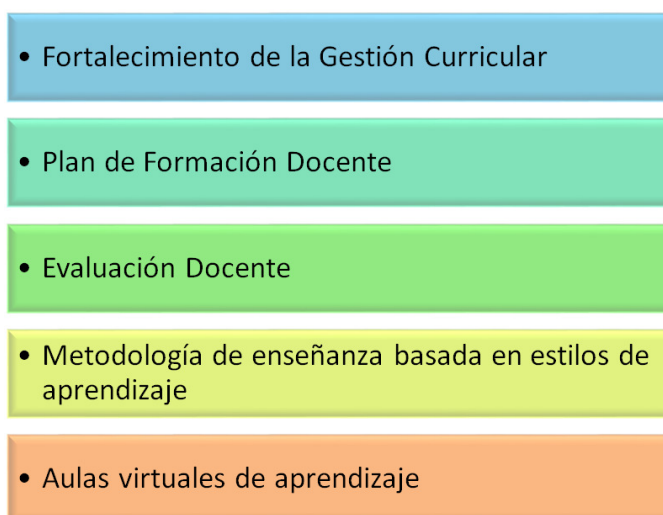 • Fortalecimiento de la Gestión Curricular
• Plan de Formación Docente
• Evaluación Docente
• Metodología de enseñanza basada en estilos de
aprendizaje
• Aulas virtuales de aprendizaje